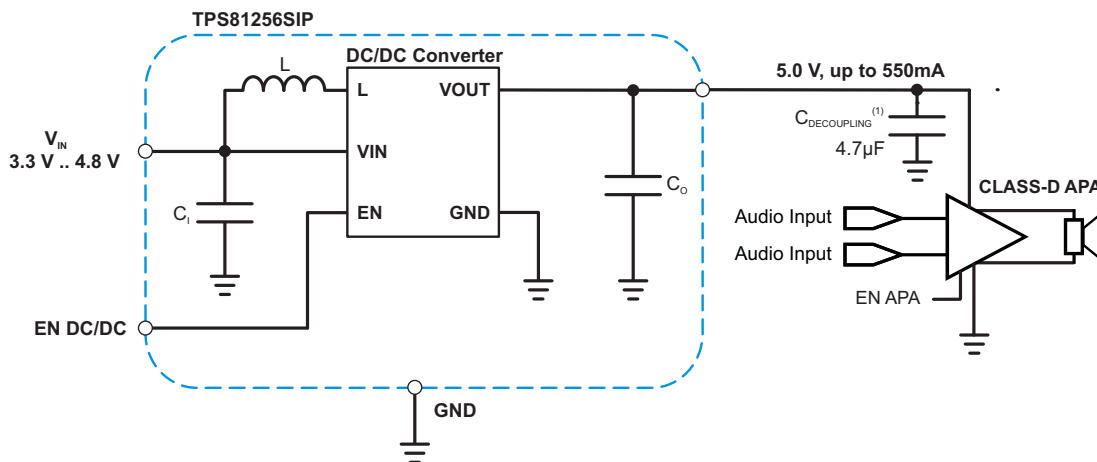 TPS81256SIP
DC/DC Converter
L
L
VOUT
5.0 V, up to 550mA
VIN
3.3 V .. 4.8 V
VIN
CDECOUPLING(1)
4.7µF
CI
EN
GND
CO
CLASS-D APA
Audio Input
Audio Input
EN APA
EN DC/DC
GND